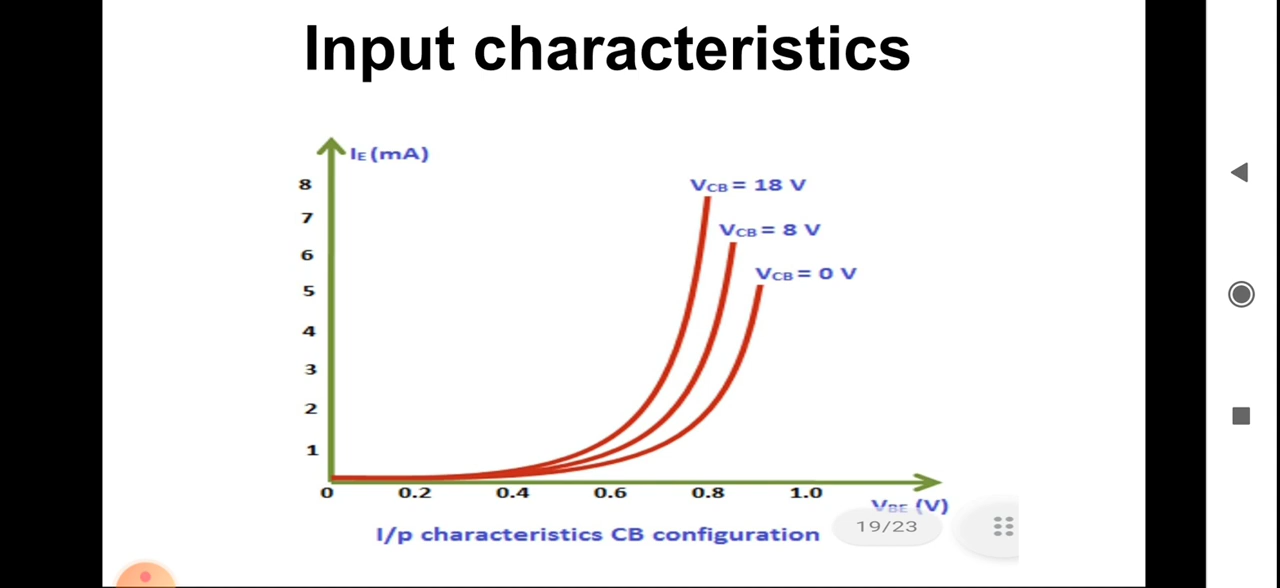 Input characteristics
IE (mA)
8
7
6
5
4
3
2
1
VCB = 18 V
VCB = 8 V
VCB = 0 V
0 0.2 0.4 0.6 0.8 1.0
VBE (V)
I/p characteristics CB configuration
19/23